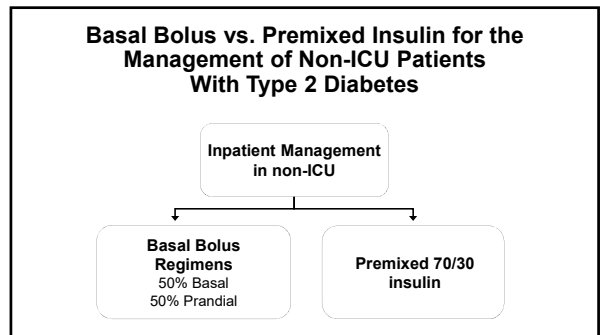 Basal Bolus vs. Premixed Insulin for the
Management of Non-ICU Patients
With Type 2 Diabetes
Inpatient Management
in non-ICU
Basal Bolus
Regimens
50% Basal
50% Prandial
Premixed 70/30
insulin